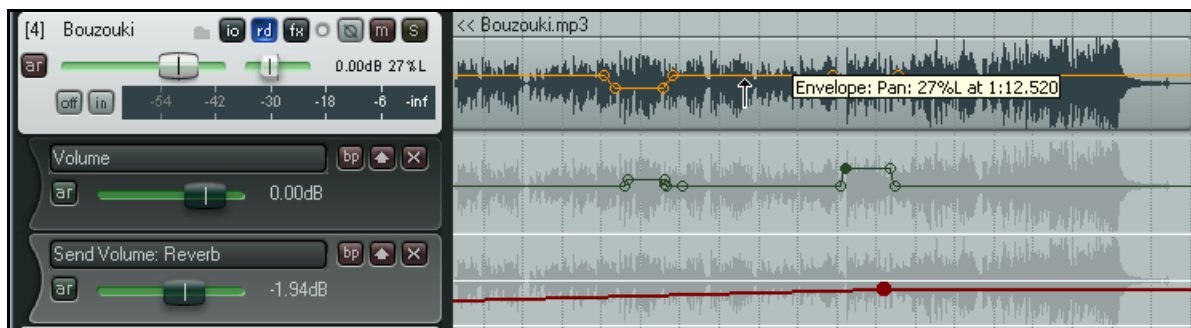 [4] Bouzouki io rd fx m S
ar 0.00dB 27%L
off in -54 -42 -30 -18 -6 -inf
<< Bouzouki.mp3
Envelope: Pan: 27%L at 1:12.520
Volume bp
ar 0.00dB
Send Volume: Reverb bp
ar -1.94dB